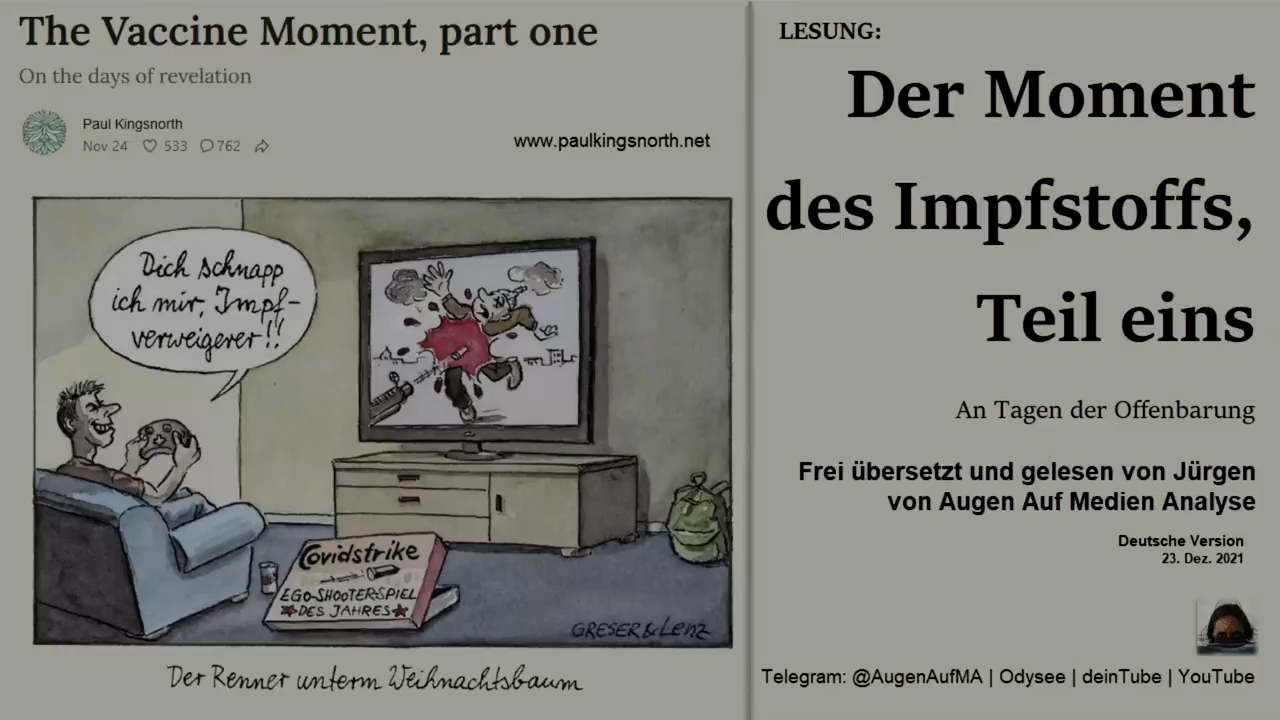 The Vaccine Moment, part one
On the days of revelation
Paul Kingsnorth
Nov 24 533 762
www.paulkingsnorth.net
Dich schnapp
ich mir, Impf-
verweigerer!!
Covidstrike
EGO-SHOOTER-SPIEL
DES JAHRES
GRESER & LENZ
Der Renner unterm Weihnachtsbaum
LESUNG:
Der Moment
des Impfstoffs,
Teil eins
An Tagen der Offenbarung
Frei übersetzt und gelesen von Jürgen
von Augen Auf Medien Analyse
Deutsche Version
23. Dez. 2021
Telegram: @AugenAufMA | Odysee | deinTube | YouTube